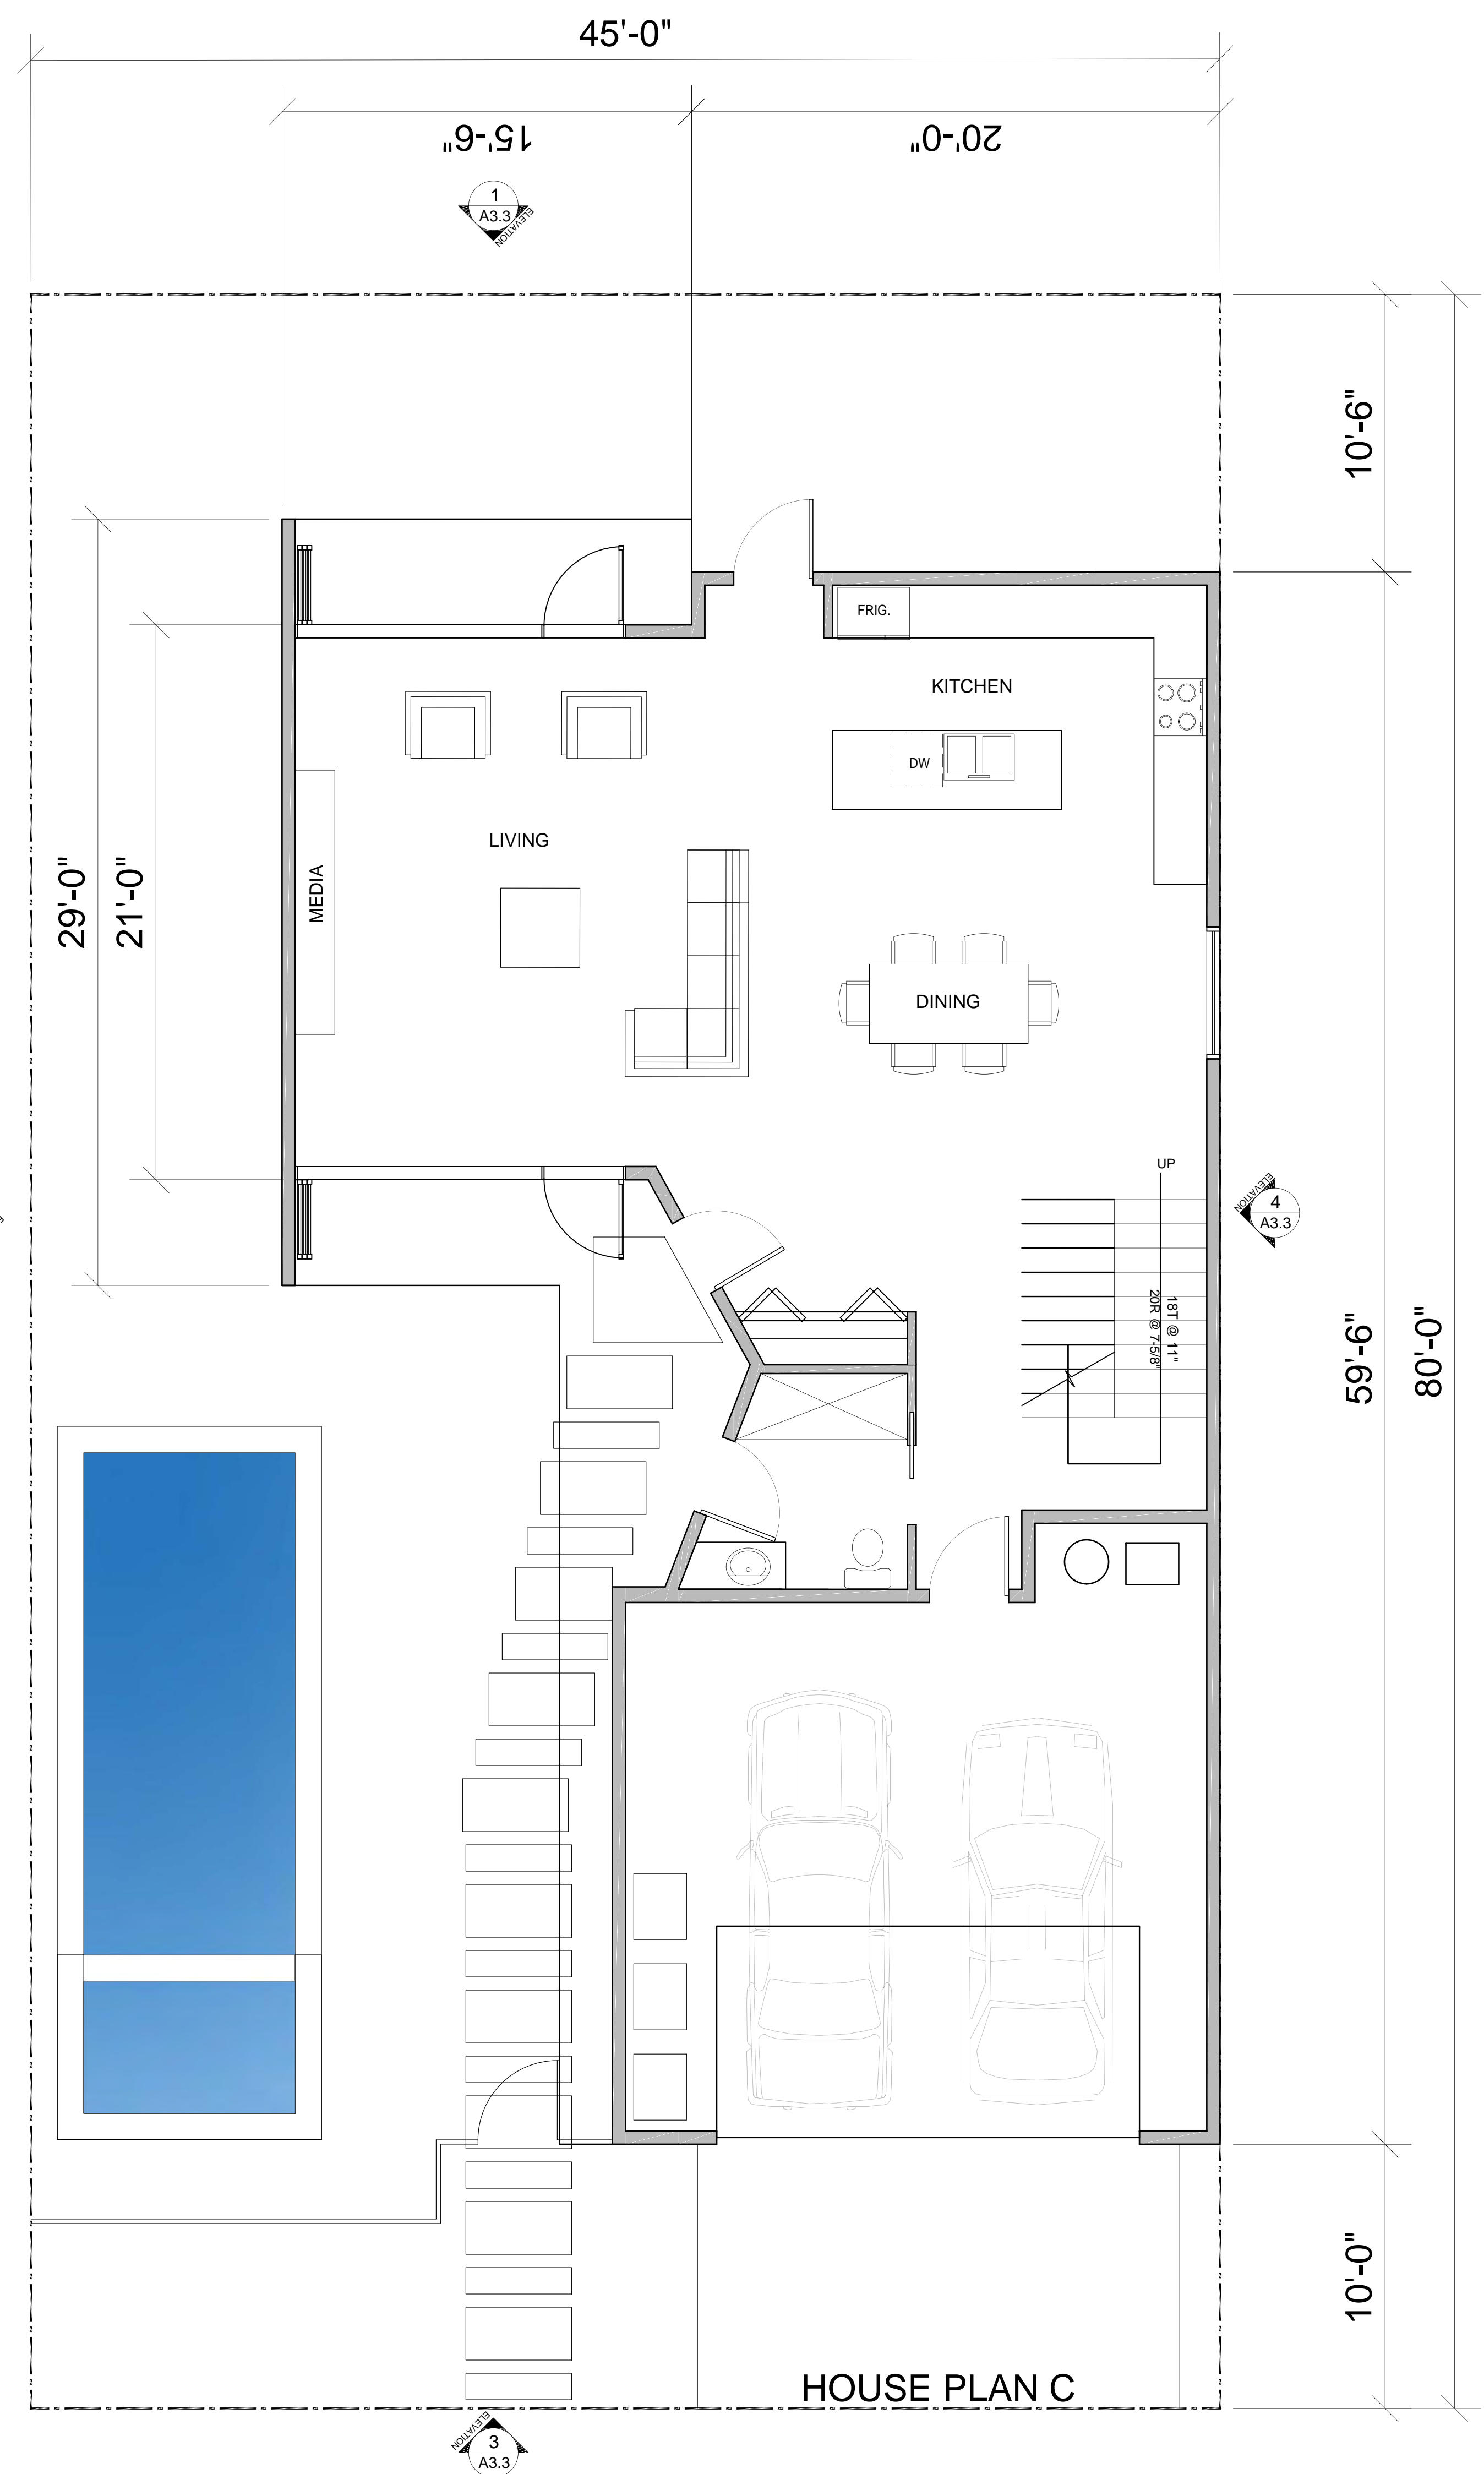 45'-0"
15'-6"
20'-0"
1
A3.3
ELEVATION
10'-6"
FRIG.
KITCHEN
DW
LIVING
MEDIA
29'-0"
21'-0"
DINING
UP
ELEVATION
4
A3.3
18T @ 11"
20R @ 7-5/8"
59'-6"
80'-0"
10'-0"
HOUSE PLAN C
ELEVATION
3
A3.3